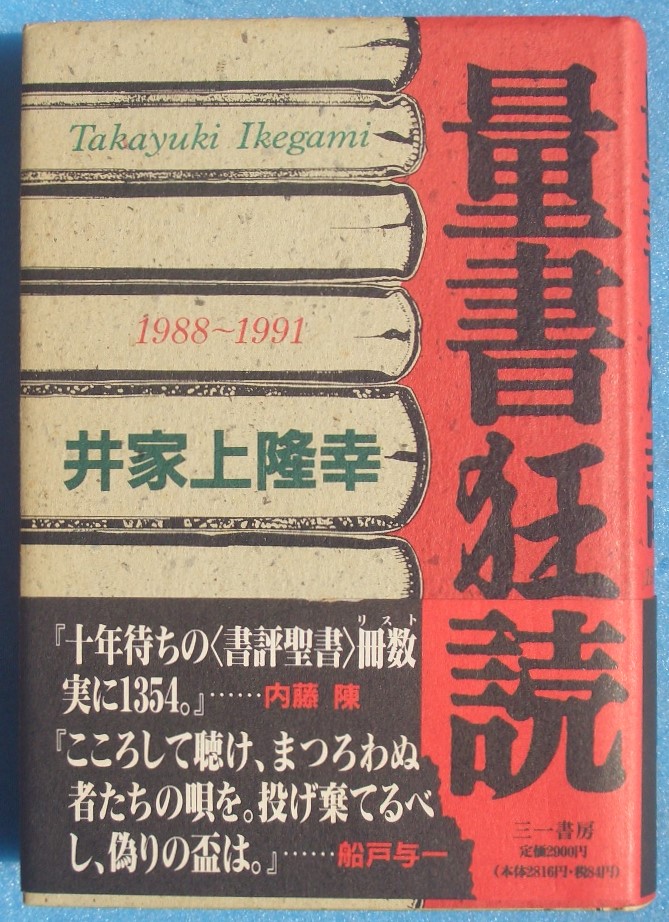 量書狂読
Takayuki Ikegami
1988~1991
井家上隆幸
『十年待ちの〈書評聖書〉冊数
リスト
実に1354。』……内藤 陳
『こころして聴け、まつろわぬ
者たちの唄を。投げ棄てるべ
し、偽りの盃は。』……船戸与一
三一書房
定価2900円
(本体2816円・税84円)